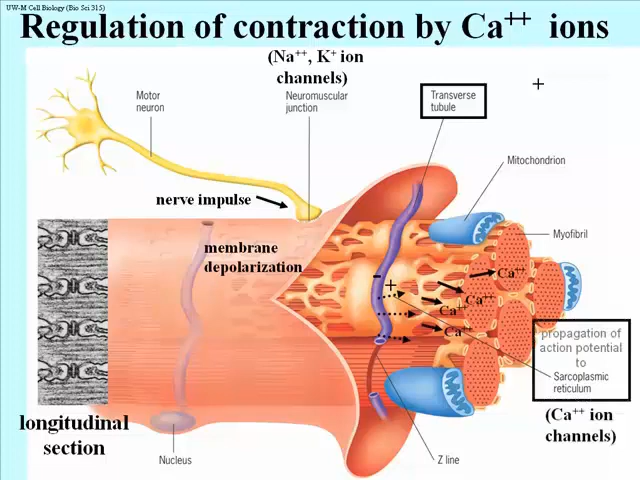 UW-M Cell Biology (Bio Sci 315)
Regulation of contraction by Ca++ ions
(Na++, K+ ion
channels)
+
Motor
neuron
Neuromuscular
junction
Transverse
tubule
Mitochondrion
nerve impulse
Myofibril
membrane
depolarization
-
+
Ca++
Ca++
Ca++
Ca++
propagation of
action potential
to
Sarcoplasmic
reticulum
(Ca++ ion
channels)
longitudinal
section
Nucleus
Z line